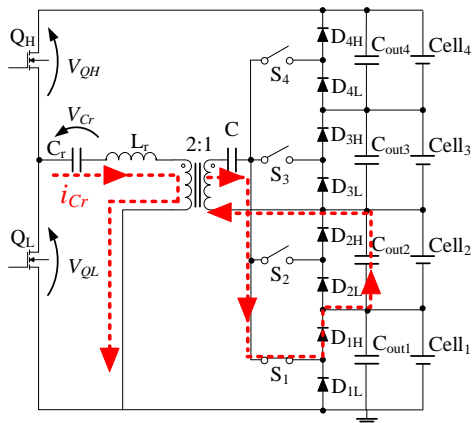 Q_H
V_QH
D_4H
C_out4
Cell_4
S_4
D_4L
V_Cr
C_r
L_r
2:1
C
D_3H
C_out3
Cell_3
S_3
D_3L
i_Cr
Q_L
V_QL
D_2H
C_out2
Cell_2
S_2
D_2L
D_1H
C_out1
Cell_1
S_1
D_1L